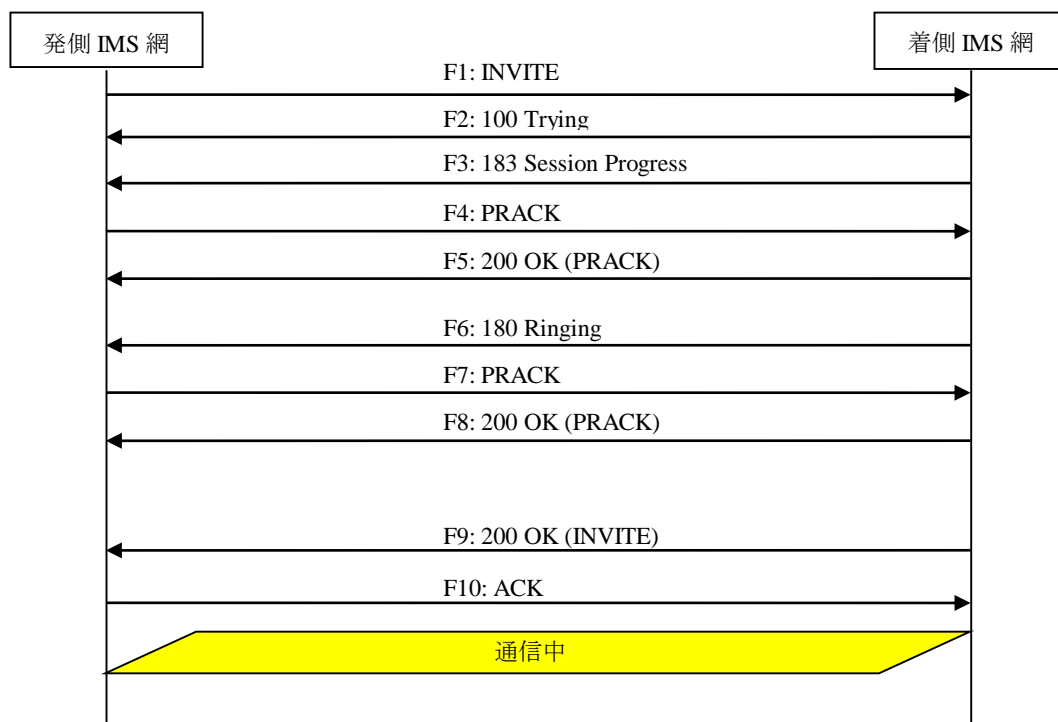 発側 IMS 網
着側 IMS 網
F1: INVITE
F2: 100 Trying
F3: 183 Session Progress
F4: PRACK
F5: 200 OK (PRACK)
F6: 180 Ringing
F7: PRACK
F8: 200 OK (PRACK)
F9: 200 OK (INVITE)
F10: ACK
通信中